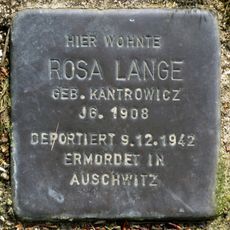 HIER WOHNTE
ROSA LANGE
GEB. KANTROWICZ
JG. 1908
DEPORTIERT 9.12.1942
ERMORDET IN
AUSCHWITZ